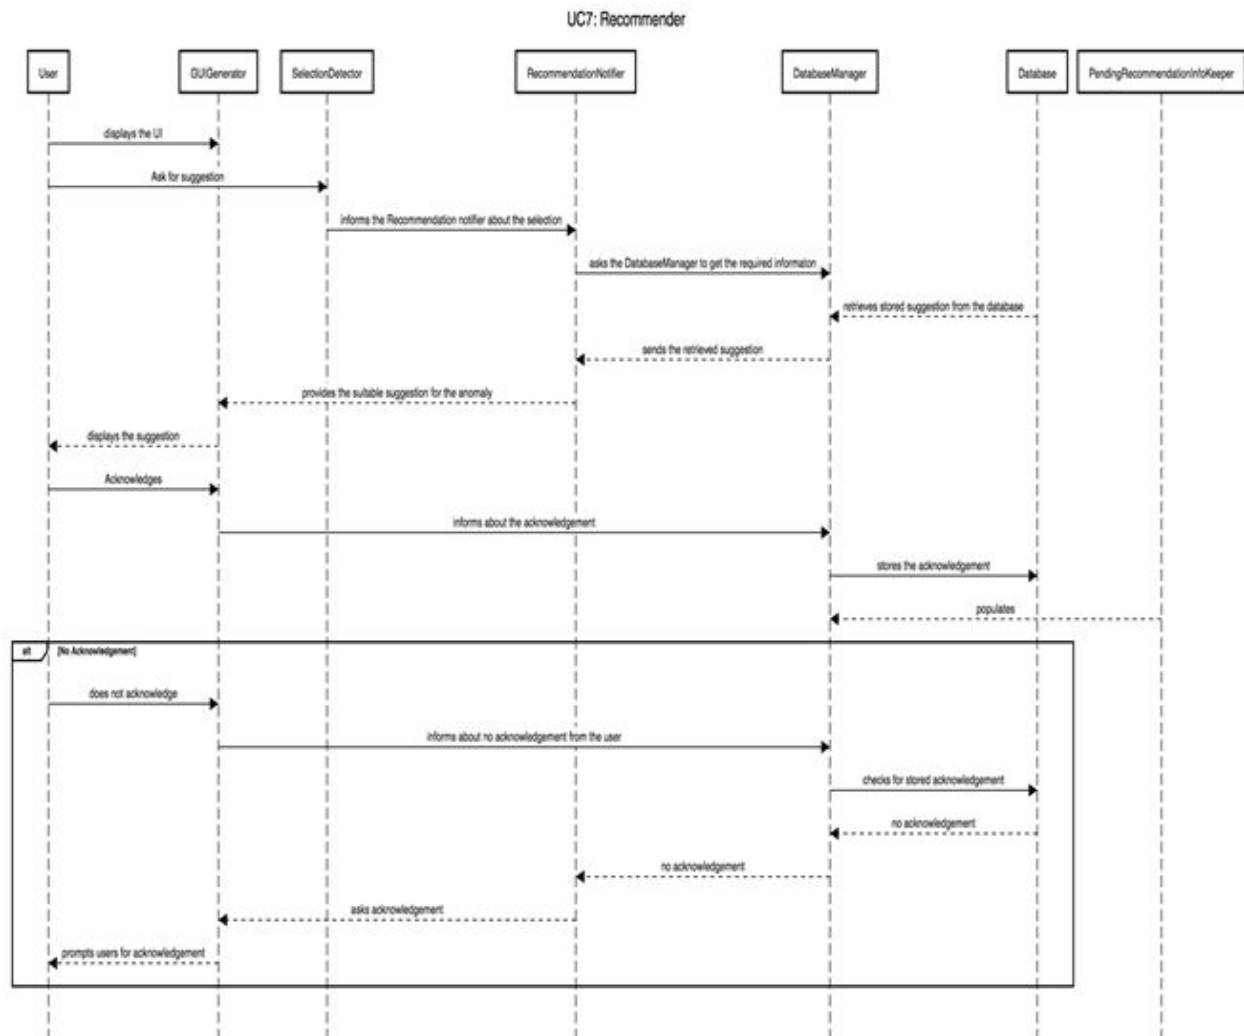 UC7: Recommender
User
GUIGenerator
SelectionDetector
RecommendationNotifier
DatabaseManager
Database
PendingRecommendationInfoKeeper
displays the UI
Ask for suggestion
informs the Recommendation notifier about the selection
asks the DatabaseManager to get the required informaton
retrieves stored suggestion from the database
sends the retrieved suggestion
provides the suitable suggestion for the anomaly
displays the suggestion
Acknowledges
informs about the acknowledgement
stores the acknowledgement
populates
alt
[No Acknowledgement]
does not acknowledge
informs about no acknowledgement from the user
checks for stored acknowledgement
no acknowledgement
no acknowledgement
asks acknowledgement
prompts users for acknowledgement